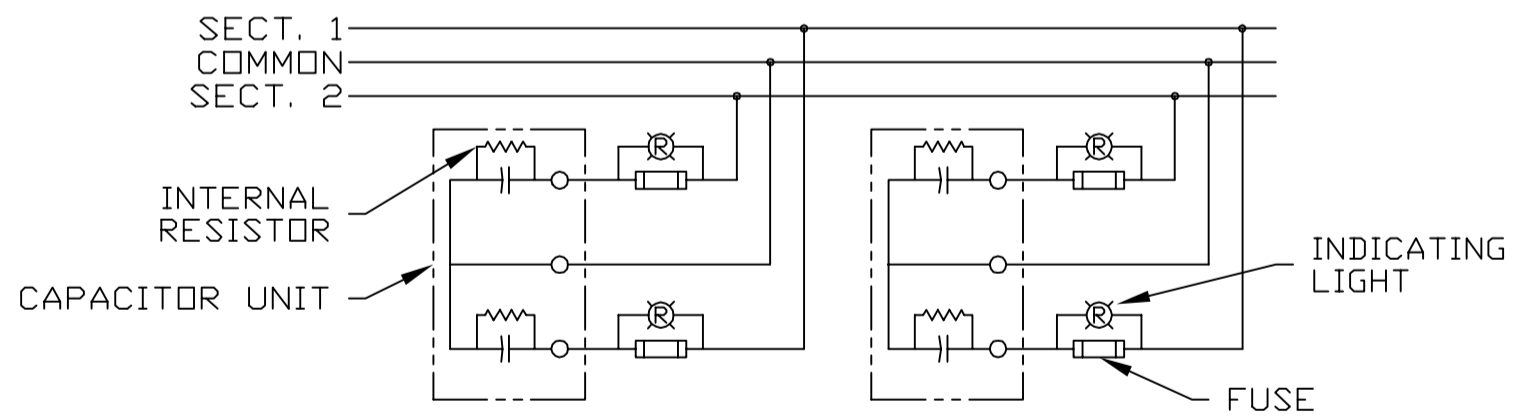 SECT. 1
COMMON
SECT. 2
R
R
INTERNAL
RESISTOR
INDICATING
LIGHT
CAPACITOR UNIT
R
R
FUSE